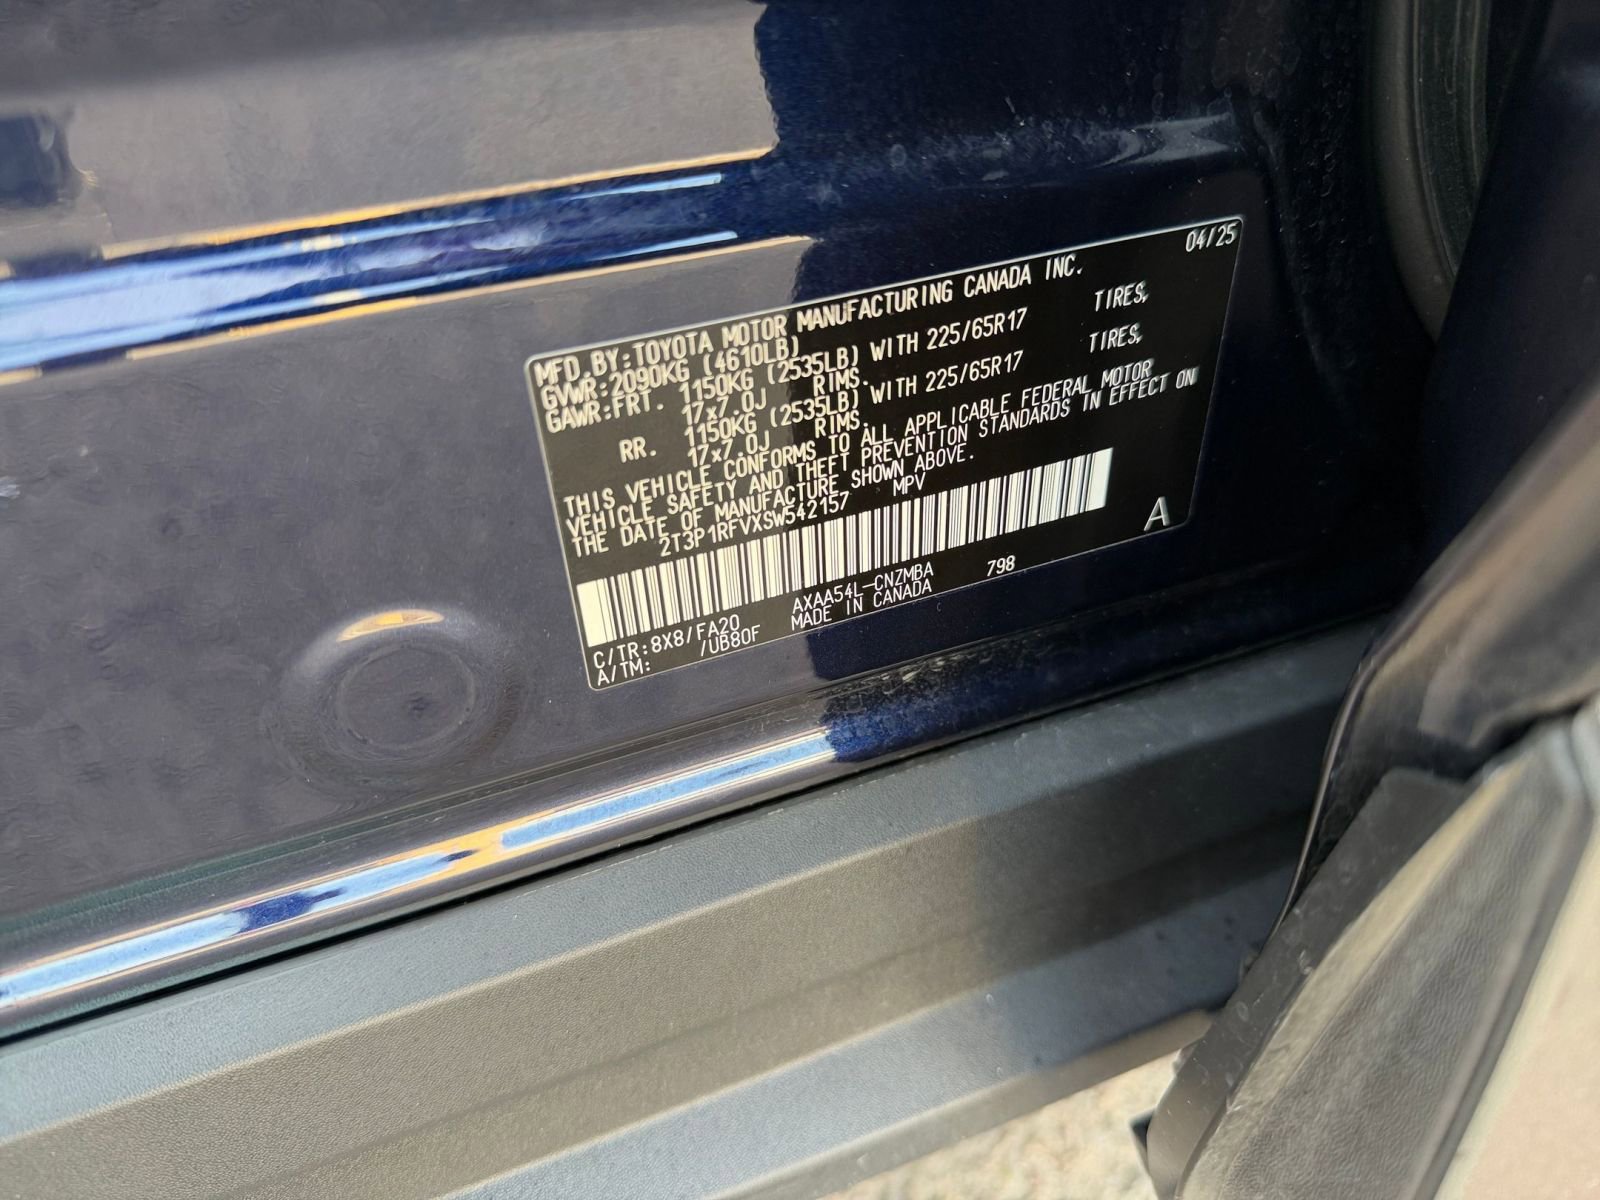 04/25
MFD.BY:TOYOTA MOTOR MANUFACTURING CANADA INC.
GVWR:2090KG (4610LB)
GAWR:FRT. 1150KG (2535LB) WITH 225/65R17 TIRES,
17x7.0J RIMS.
RR. 1150KG (2535LB) WITH 225/65R17 TIRES,
17x7.0J RIMS.
THIS VEHICLE CONFORMS TO ALL APPLICABLE FEDERAL MOTOR
VEHICLE SAFETY AND THEFT PREVENTION STANDARDS IN EFFECT ON
THE DATE OF MANUFACTURE SHOWN ABOVE.
2T3P1RFVXSW542157 MPV
A
C/TR:8X8/FA20 AXAA54L-CNZMBA 798
A/TM: /UB80F MADE IN CANADA